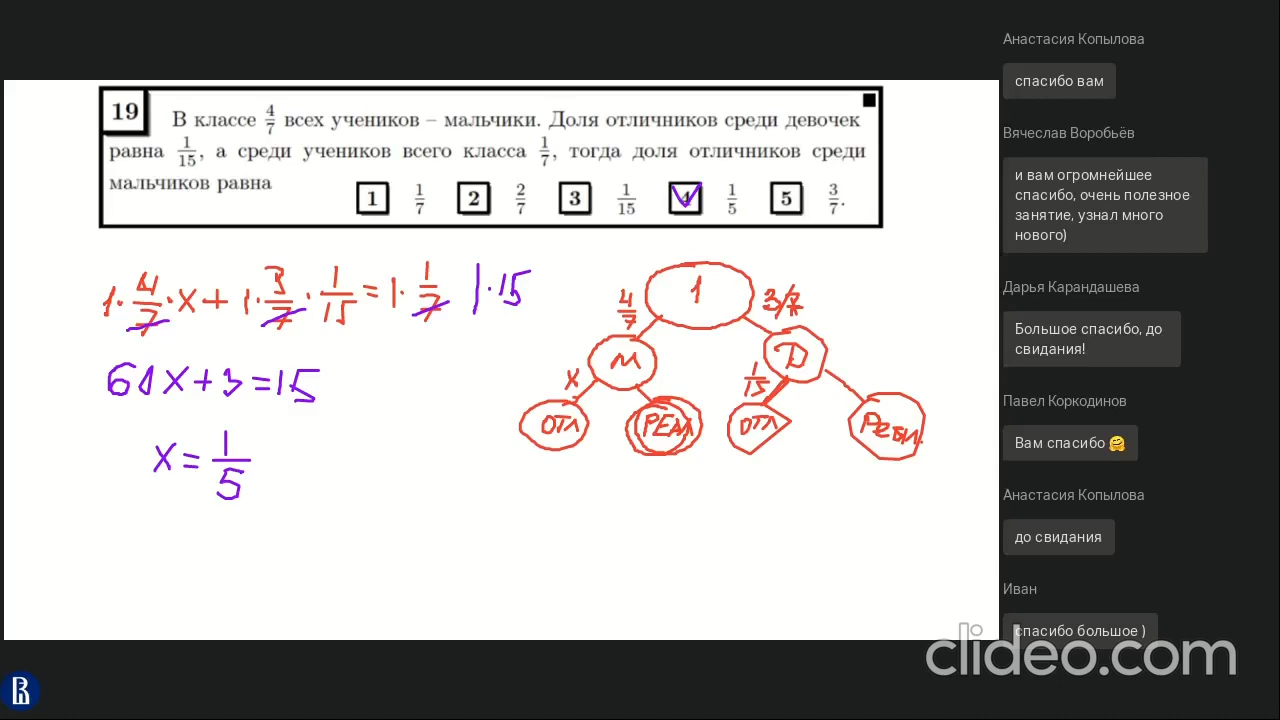 19
В классе 4/7 всех учеников – мальчики. Доля отличников среди девочек
равна 1/15, а среди учеников всего класса 1/7, тогда доля отличников среди
мальчиков равна
1 1/7 2 2/7 3 1/15 4 1/5 5 3/7.
1·4/7·x+1·3/7·1/15=1·1/7 |·15
60x+3=15
x=1/5
1
4/7 3/7
М Д
x 1/15
ОТЛ ОТЛ
Анастасия Копылова
спасибо вам
Вячеслав Воробьёв
и вам огромнейшее
спасибо, очень полезное
занятие, узнал много
нового)
Дарья Карандашева
Большое спасибо, до
свидания!
Павел Коркодинов
Вам спасибо 🤗
Анастасия Копылова
до свидания
Иван
спасибо большое )
clideo.com